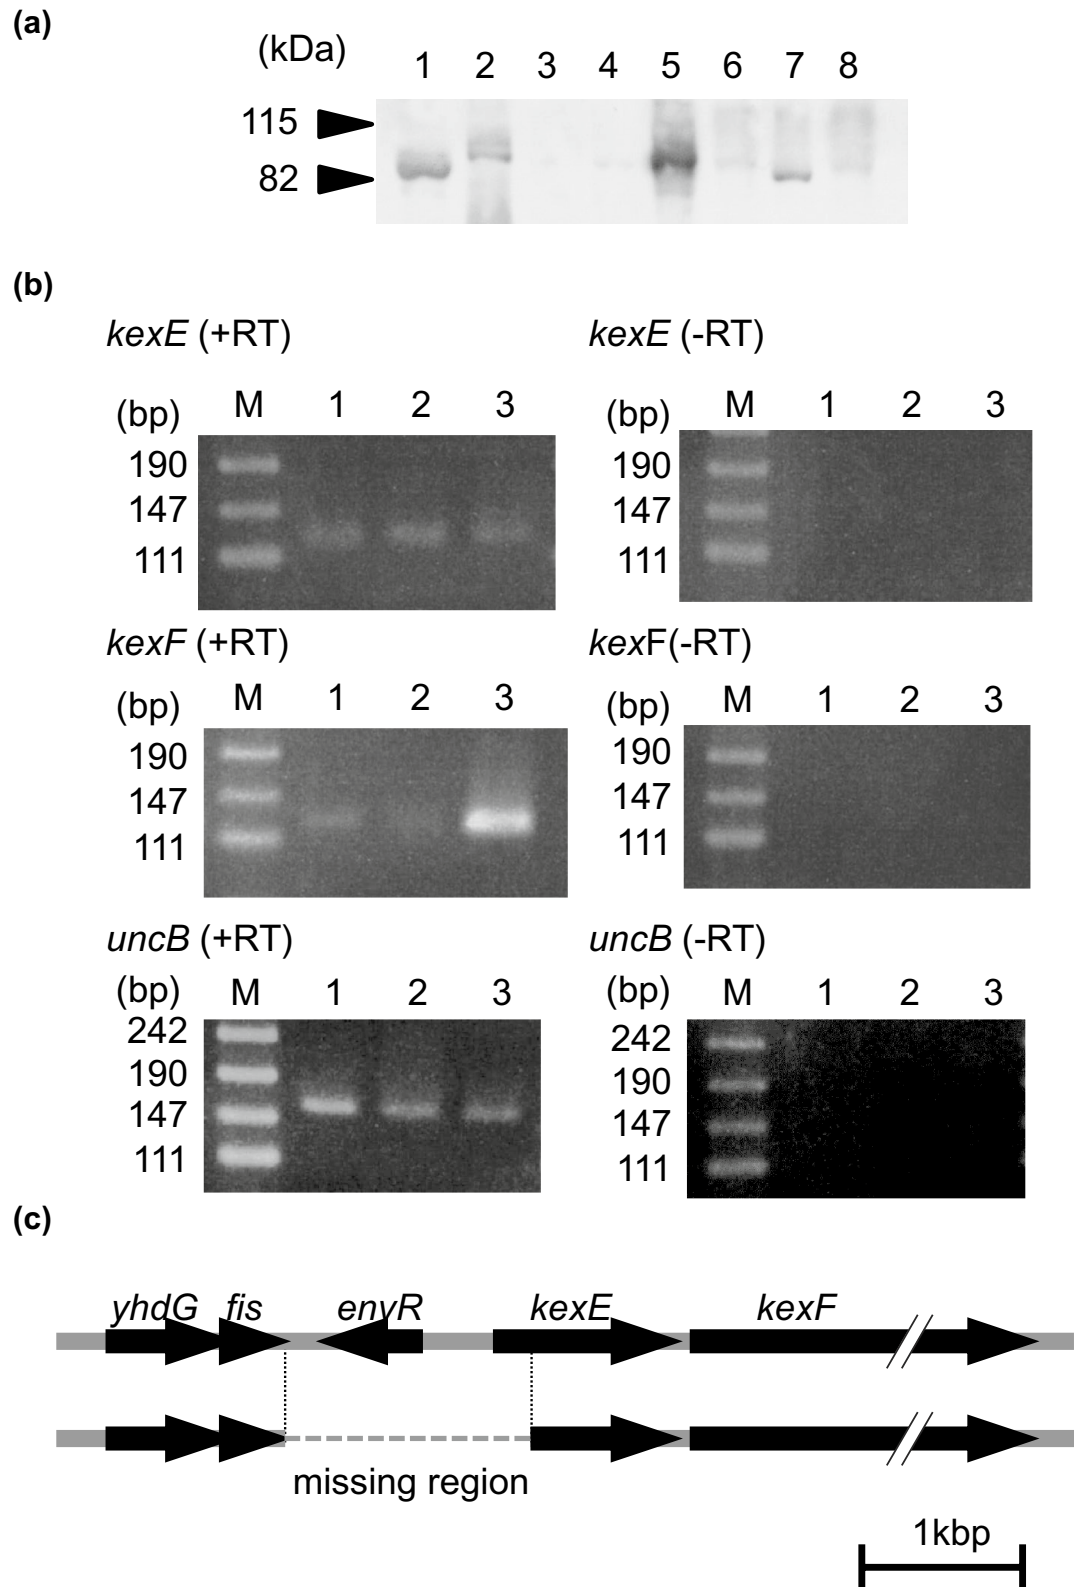 (a)
(kDa)
1 2 3 4 5 6 7 8
115
82
(b)
kexE (+RT) kexE (-RT)
(bp) M 1 2 3 (bp) M 1 2 3
190 190
147 147
111 111
kexF (+RT) kexF(-RT)
(bp) M 1 2 3 (bp) M 1 2 3
190 190
147 147
111 111
uncB (+RT) uncB (-RT)
(bp) M 1 2 3 (bp) M 1 2 3
242 242
190 190
147 147
111 111
(c)
yhdG fis envR kexE kexF
missing region
1kbp